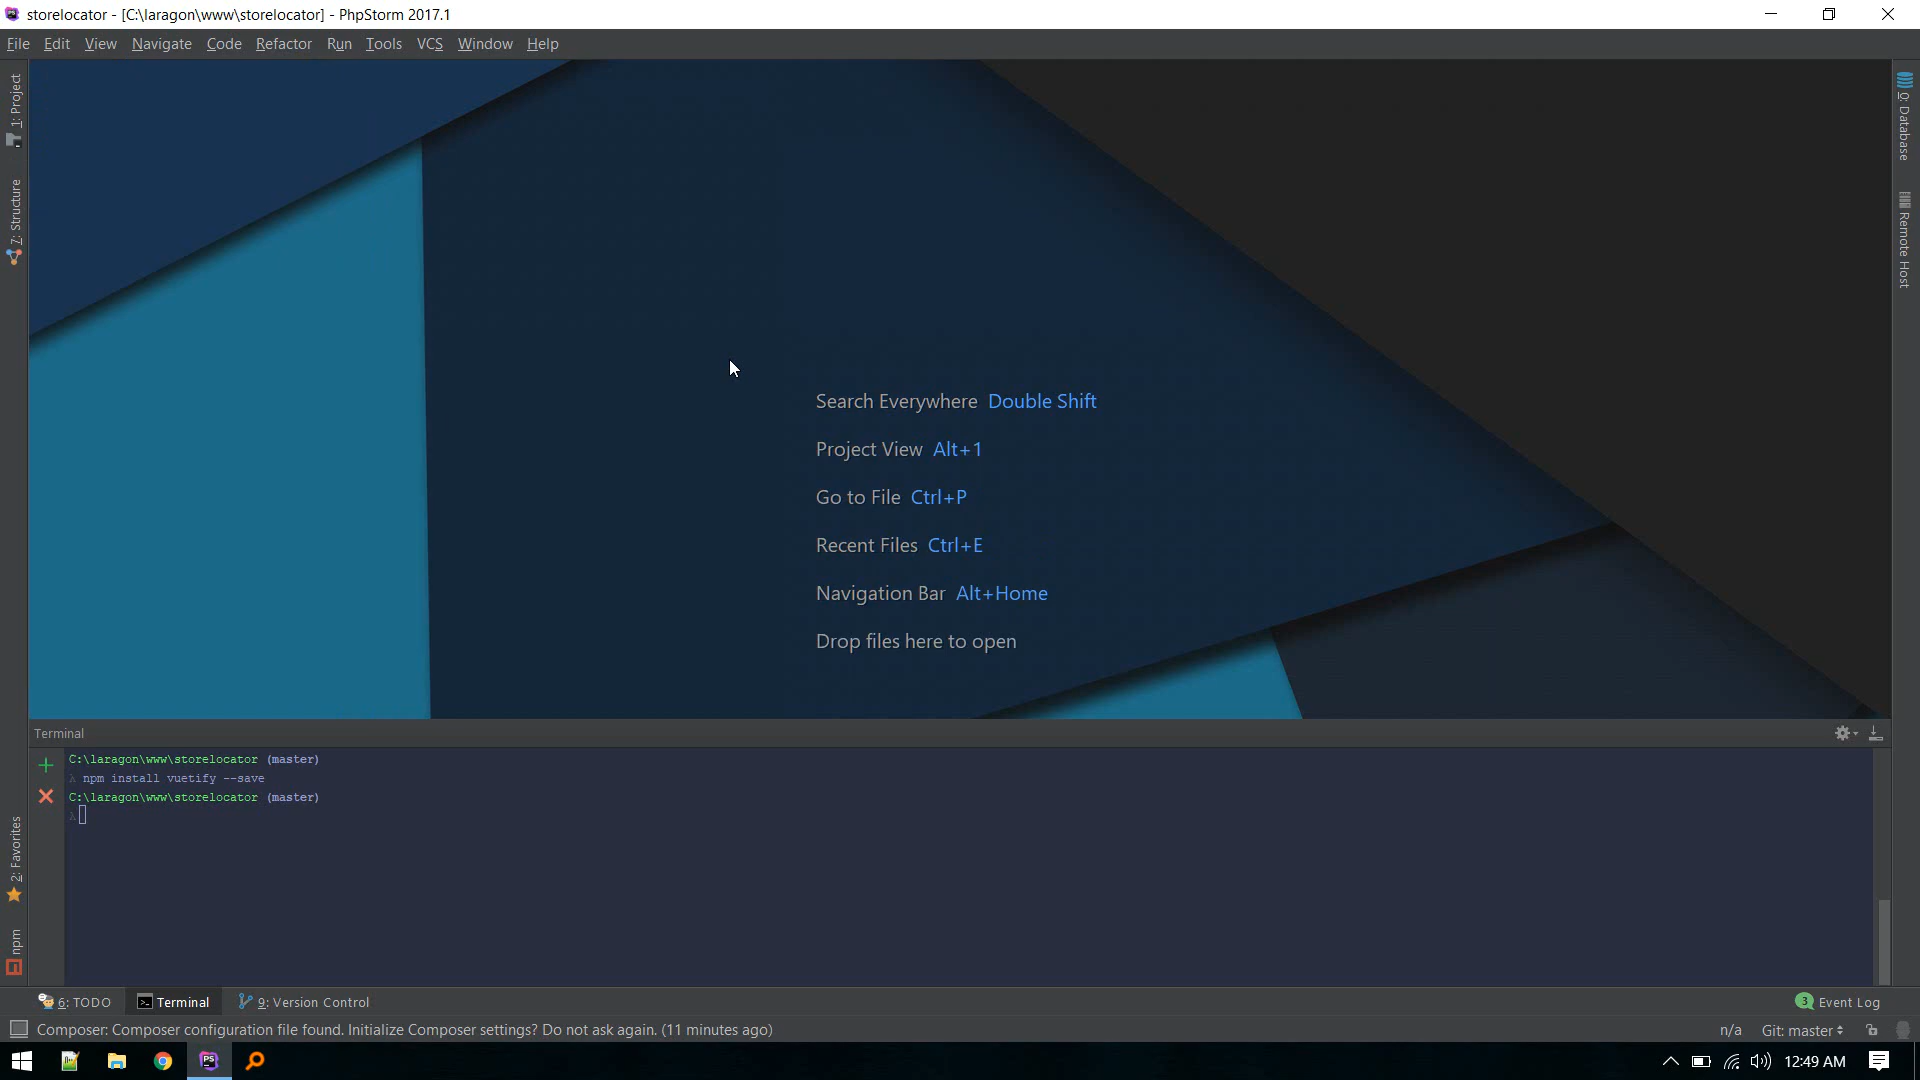 storelocator - [C:\laragon\www\storelocator] - PhpStorm 2017.1
File Edit View Navigate Code Refactor Run Tools VCS Window Help
1: Project
7: Structure
2: Favorites
npm
Search Everywhere Double Shift
Project View Alt+1
Go to File Ctrl+P
Recent Files Ctrl+E
Navigation Bar Alt+Home
Drop files here to open
0: Database
Remote Host
Terminal
C:\laragon\www\storelocator (master)
λ npm install vuetify --save
C:\laragon\www\storelocator (master)
λ
6: TODO Terminal 9: Version Control 3 Event Log
Composer: Composer configuration file found. Initialize Composer settings? Do not ask again. (11 minutes ago) n/a Git: master
PS 12:49 AM